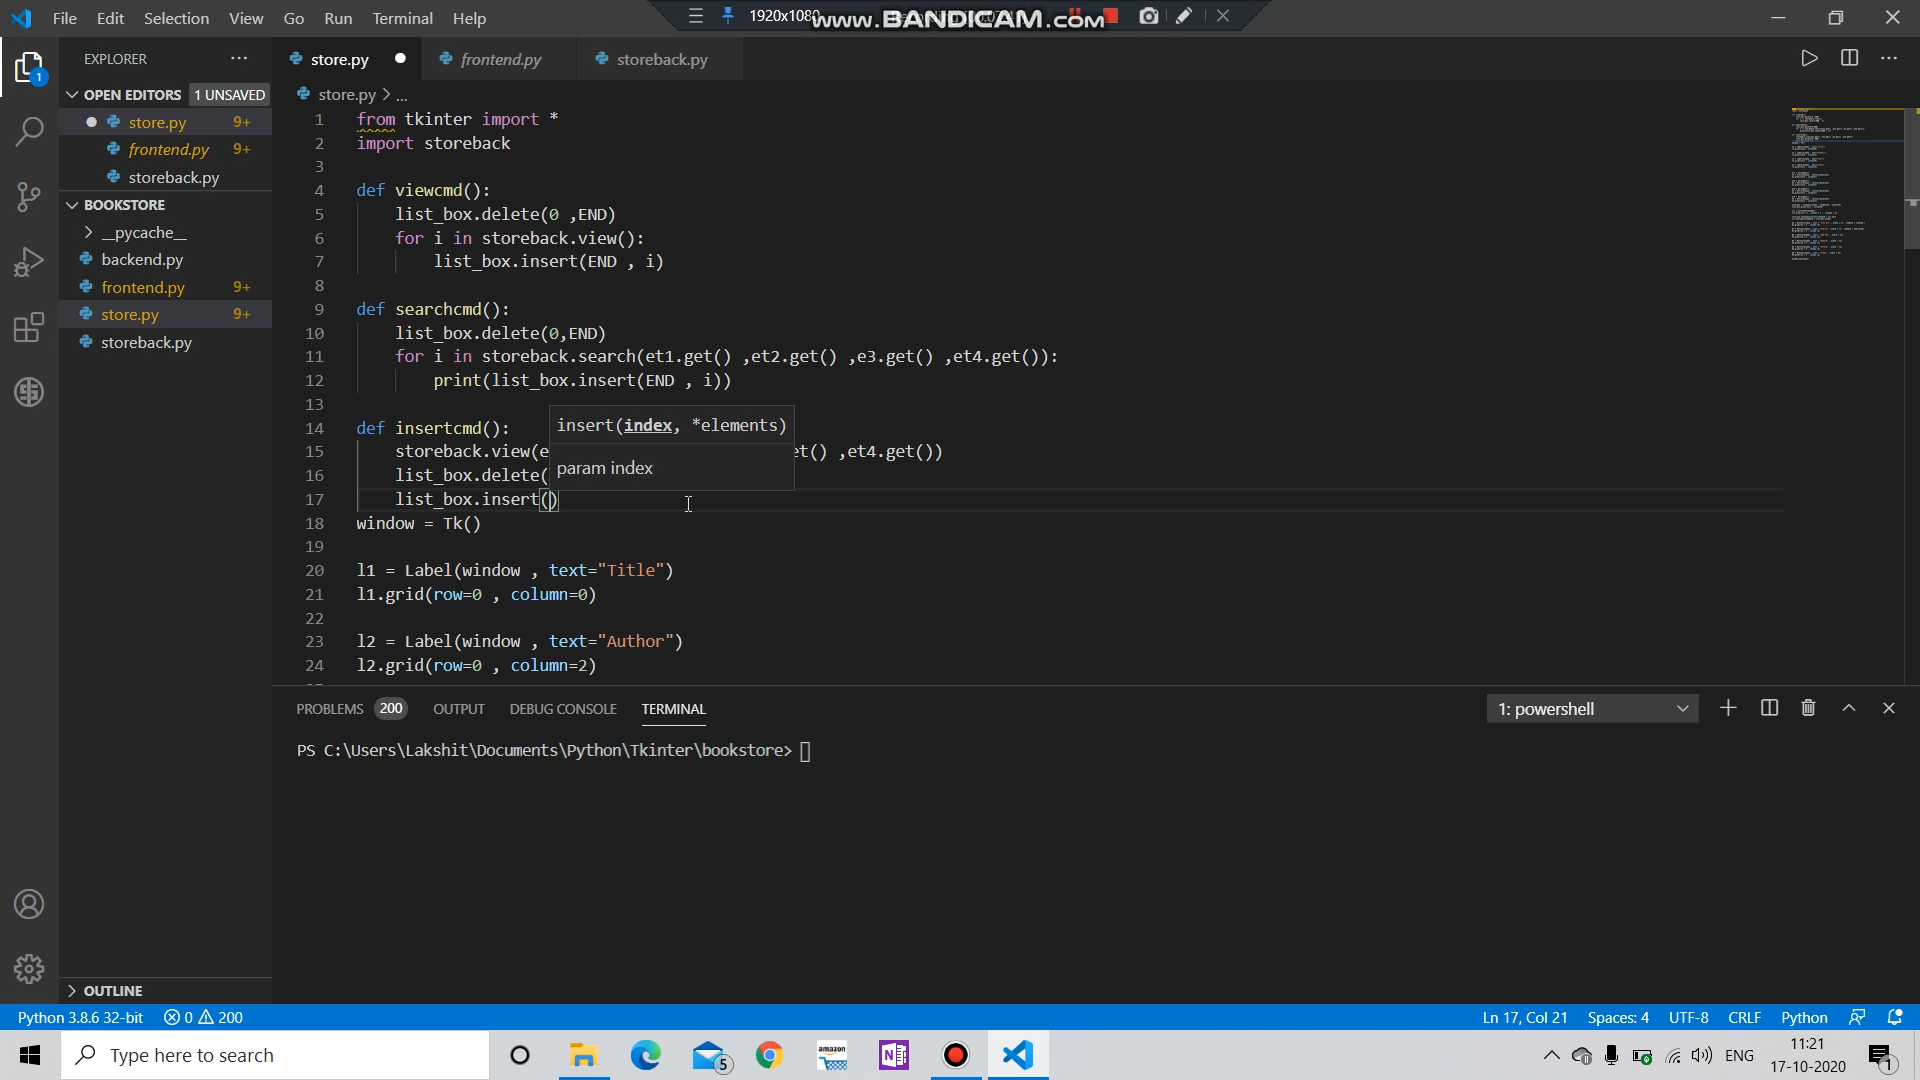 File Edit Selection View Go Run Terminal Help
1920x1080
www.BANDICAM.com
EXPLORER
OPEN EDITORS 1 UNSAVED
store.py 9+
frontend.py 9+
storeback.py
BOOKSTORE
__pycache__
backend.py
frontend.py 9+
store.py 9+
storeback.py
OUTLINE
1
store.py frontend.py storeback.py
store.py > ...
1 from tkinter import *
2 import storeback
3
4 def viewcmd():
5 list_box.delete(0 ,END)
6 for i in storeback.view():
7 list_box.insert(END , i)
8
9 def searchcmd():
10 list_box.delete(0,END)
11 for i in storeback.search(et1.get() ,et2.get() ,e3.get() ,et4.get()):
12 print(list_box.insert(END , i))
13
14 def insertcmd():
insert(index, *elements)
15 storeback.view(e et() ,et4.get())
param index
16 list_box.delete(
17 list_box.insert()
18 window = Tk()
19
20 l1 = Label(window , text="Title")
21 l1.grid(row=0 , column=0)
22
23 l2 = Label(window , text="Author")
24 l2.grid(row=0 , column=2)
PROBLEMS 200 OUTPUT DEBUG CONSOLE TERMINAL
1: powershell
PS C:\Users\Lakshit\Documents\Python\Tkinter\bookstore>
Python 3.8.6 32-bit 0 200
Ln 17, Col 21 Spaces: 4 UTF-8 CRLF Python
Type here to search
5
amazon
N
ENG
11:21
17-10-2020
1